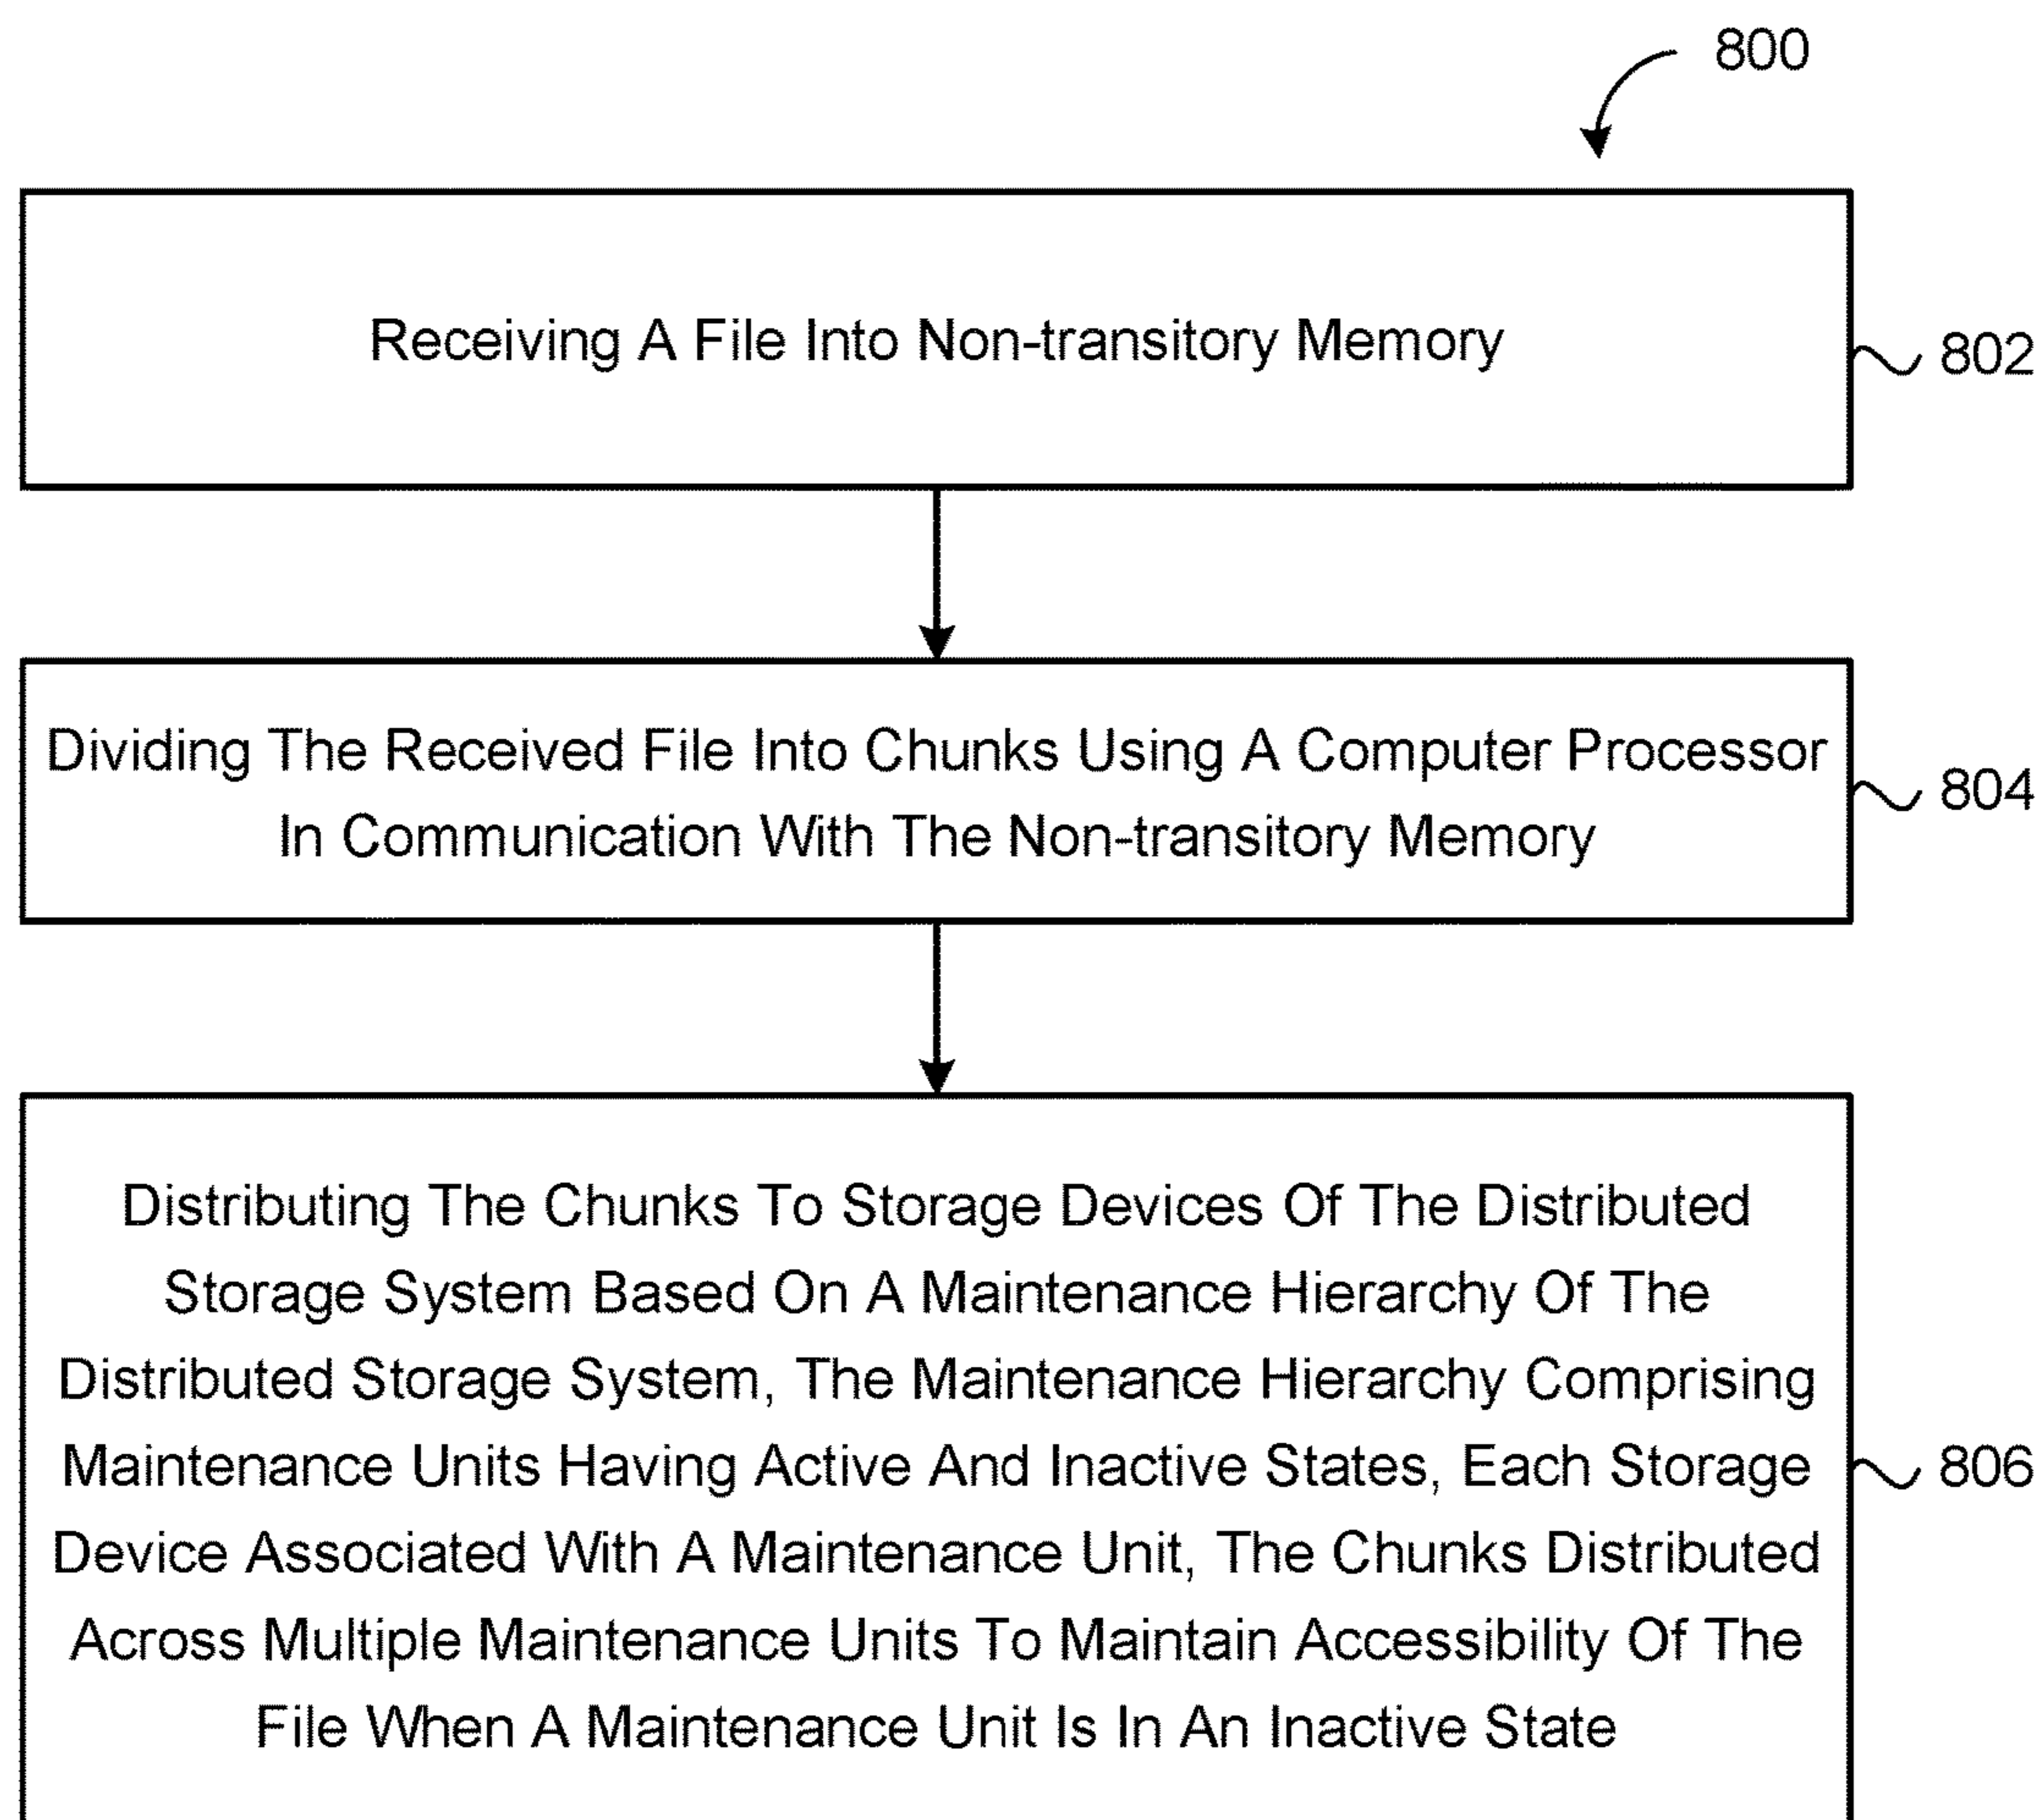 800
Receiving A File Into Non-transitory Memory
802
Dividing The Received File Into Chunks Using A Computer Processor
In Communication With The Non-transitory Memory
804
Distributing The Chunks To Storage Devices Of The Distributed
Storage System Based On A Maintenance Hierarchy Of The
Distributed Storage System, The Maintenance Hierarchy Comprising
Maintenance Units Having Active And Inactive States, Each Storage
Device Associated With A Maintenance Unit, The Chunks Distributed
Across Multiple Maintenance Units To Maintain Accessibility Of The
File When A Maintenance Unit Is In An Inactive State
806